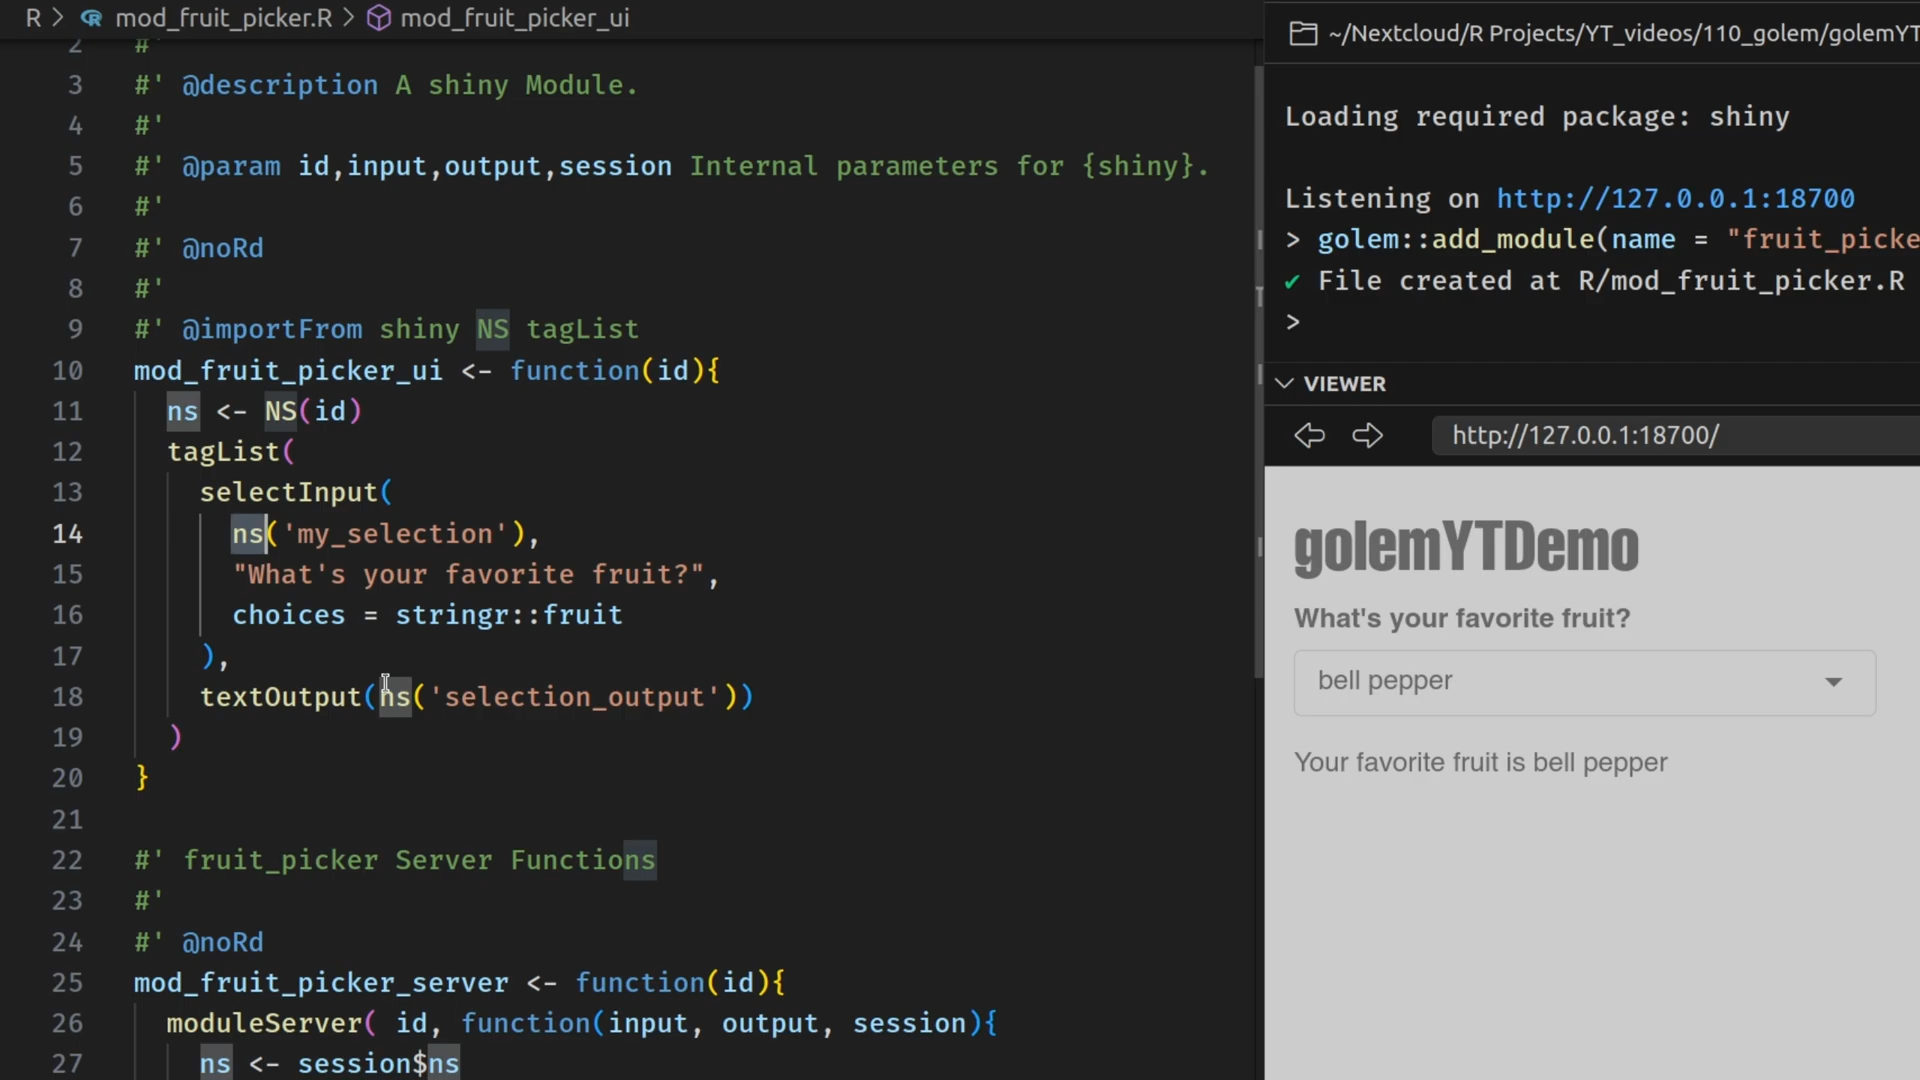 R > mod_fruit_picker.R > mod_fruit_picker_ui
2 #'
3 #' @description A shiny Module.
4 #'
5 #' @param id,input,output,session Internal parameters for {shiny}.
6 #'
7 #' @noRd
8 #'
9 #' @importFrom shiny NS tagList
10 mod_fruit_picker_ui <- function(id){
11 ns <- NS(id)
12 tagList(
13 selectInput(
14 ns('my_selection'),
15 "What's your favorite fruit?",
16 choices = stringr::fruit
17 ),
18 textOutput(ns('selection_output'))
19 )
20 }
21
22 #' fruit_picker Server Functions
23 #'
24 #' @noRd
25 mod_fruit_picker_server <- function(id){
26 moduleServer( id, function(input, output, session){
27 ns <- session$ns
~/Nextcloud/R Projects/YT_videos/110_golem/golemYT
Loading required package: shiny
Listening on http://127.0.0.1:18700
> golem::add_module(name = "fruit_picke
✔ File created at R/mod_fruit_picker.R
>
VIEWER
http://127.0.0.1:18700/
golemYTDemo
What's your favorite fruit?
bell pepper
Your favorite fruit is bell pepper